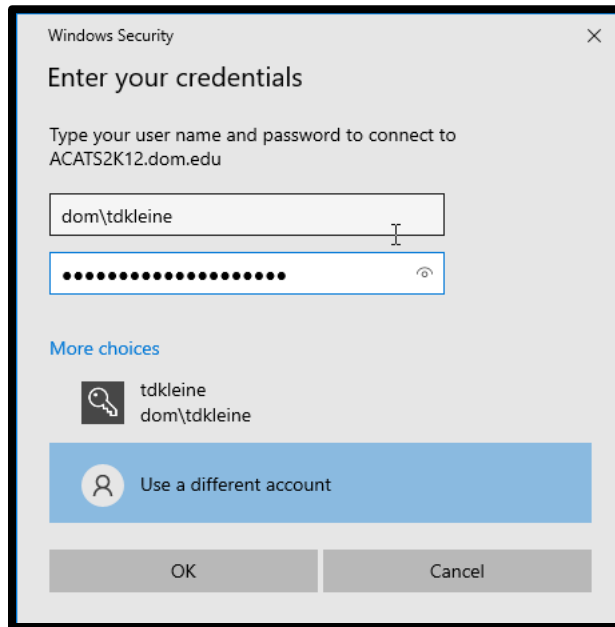 Windows Security
Enter your credentials
Type your user name and password to connect to
ACATS2K12.dom.edu
dom\tdkleine
●●●●●●●●●●●●●●●●●●●●
More choices
tdkleine
dom\tdkleine
Use a different account
OK
Cancel